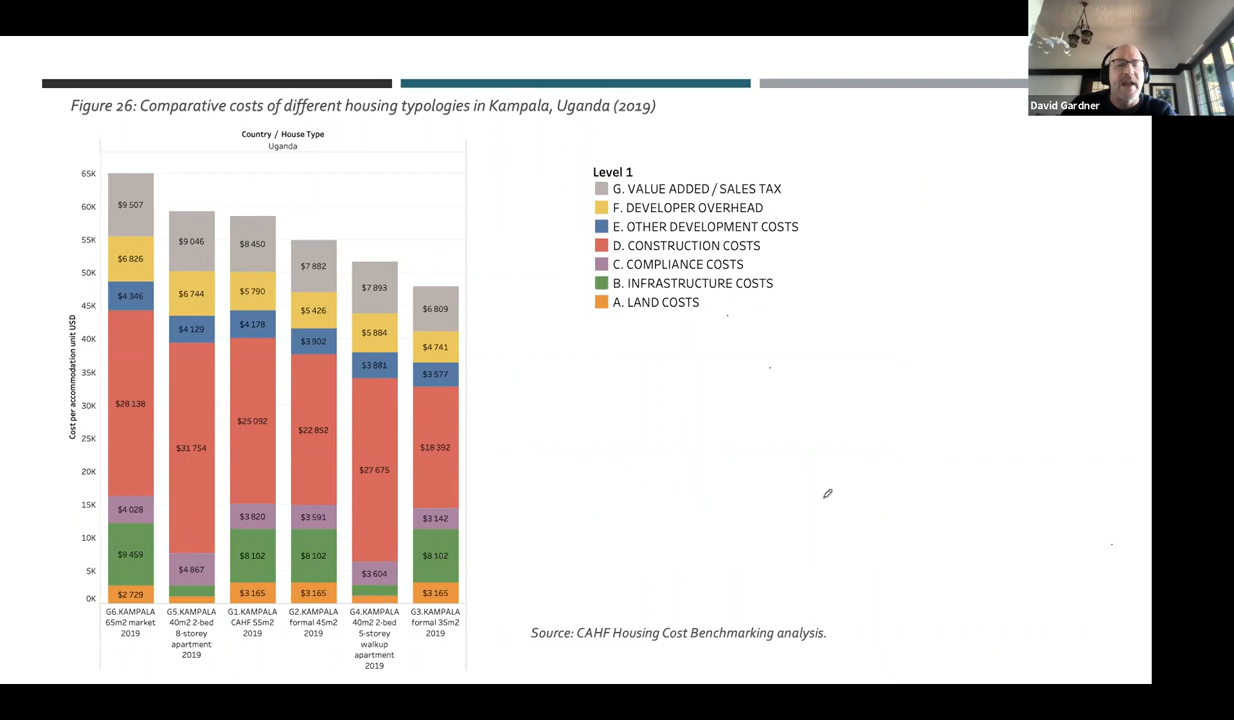 David Gardner
Figure 26: Comparative costs of different housing typologies in Kampala, Uganda (2019)
Country / House Type
Uganda
Cost per accommodation unit USD
65K
60K
55K
50K
45K
40K
35K
30K
25K
20K
15K
10K
5K
0K
$9 507
$6 826
$4 346
$28 138
$4 028
$9 459
$2 729
$9 046
$6 744
$4 129
$31 754
$4 867
$8 450
$5 790
$4 178
$25 092
$3 820
$8 102
$3 165
$7 882
$5 426
$3 902
$22 852
$3 591
$8 102
$3 165
$7 893
$5 884
$3 881
$27 675
$3 604
$6 809
$4 741
$3 577
$18 392
$3 142
$8 102
$3 165
G6.KAMPALA
65m2 market
2019
G5.KAMPALA
40m2 2-bed
8-storey
apartment
2019
G1.KAMPALA
CAHF 55m2
2019
G2.KAMPALA
formal 45m2
2019
G4.KAMPALA
40m2 2-bed
5-storey
walkup
apartment
2019
G3.KAMPALA
formal 35m2
2019
Level 1
G. VALUE ADDED / SALES TAX
F. DEVELOPER OVERHEAD
E. OTHER DEVELOPMENT COSTS
D. CONSTRUCTION COSTS
C. COMPLIANCE COSTS
B. INFRASTRUCTURE COSTS
A. LAND COSTS
Source: CAHF Housing Cost Benchmarking analysis.